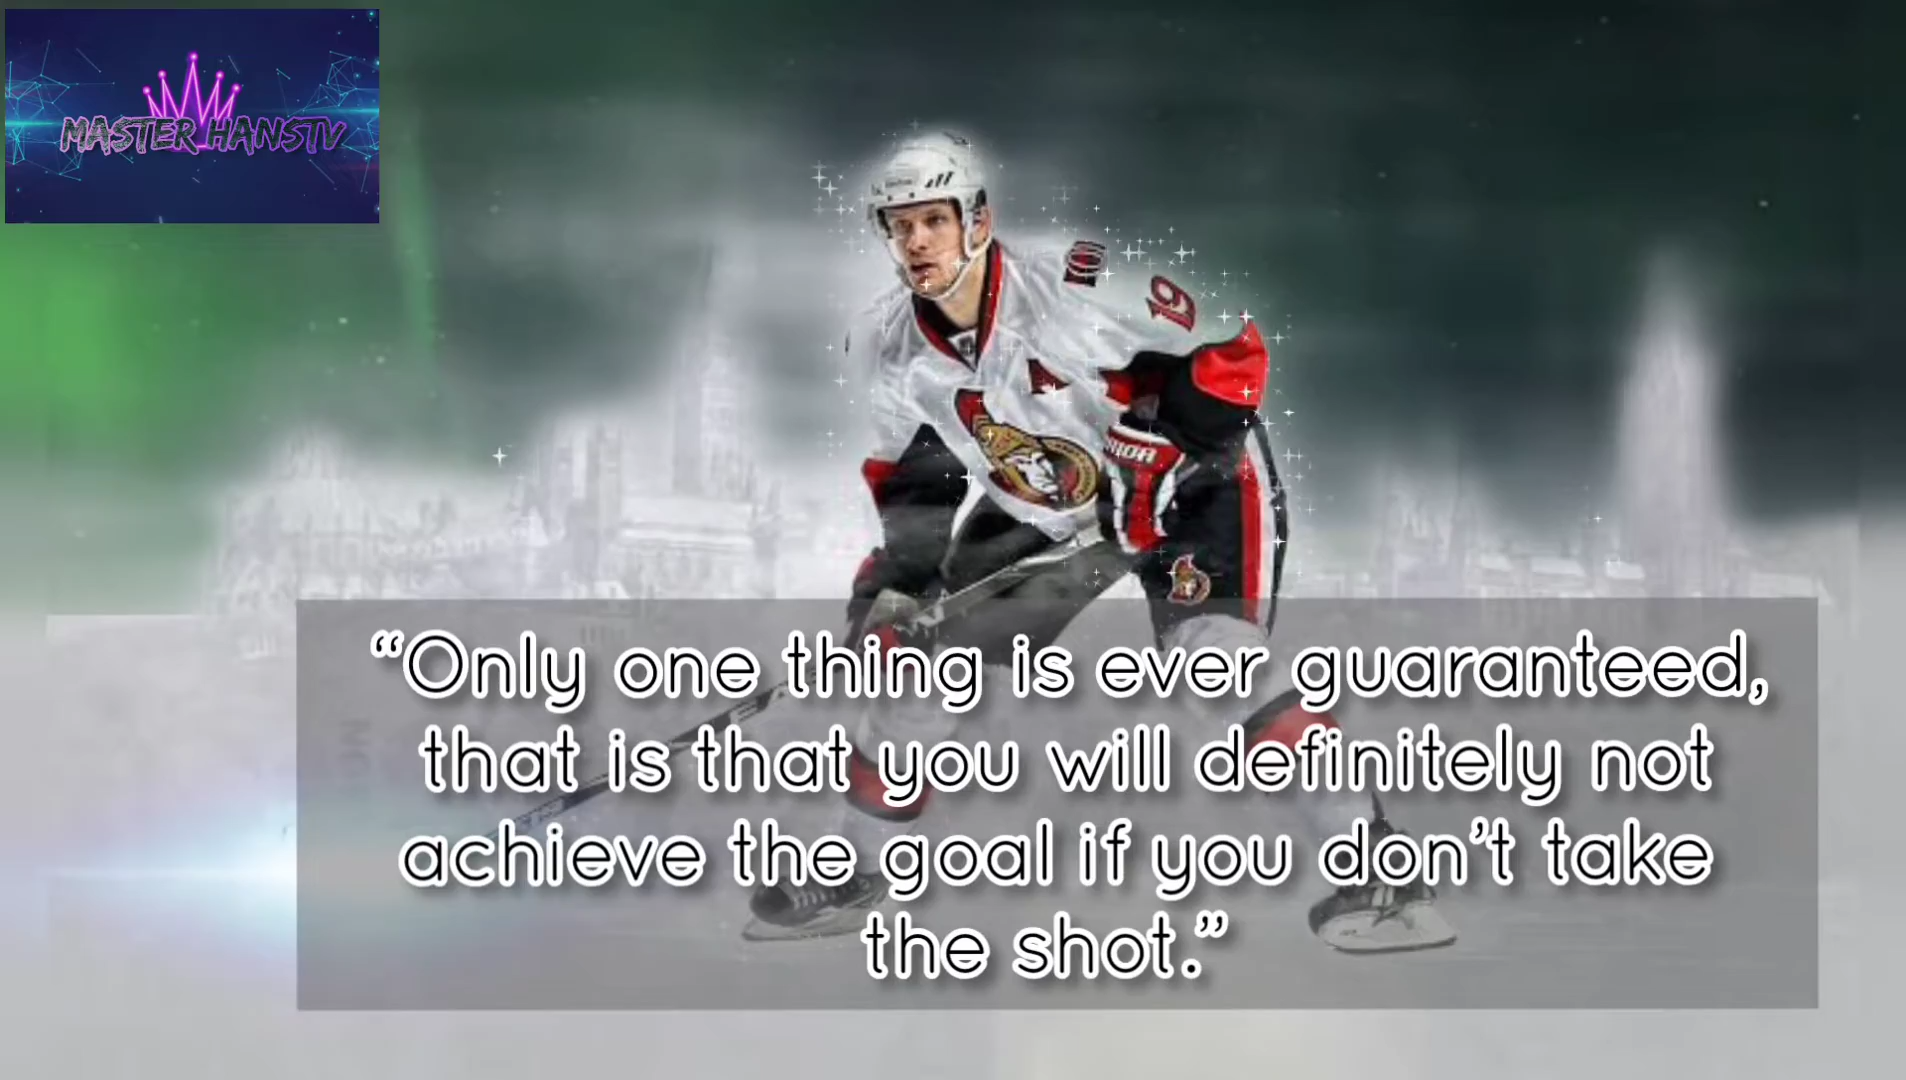 MASTER HANSTV
19
A
“Only one thing is ever guaranteed,
that is that you will definitely not
achieve the goal if you don’t take
the shot.”